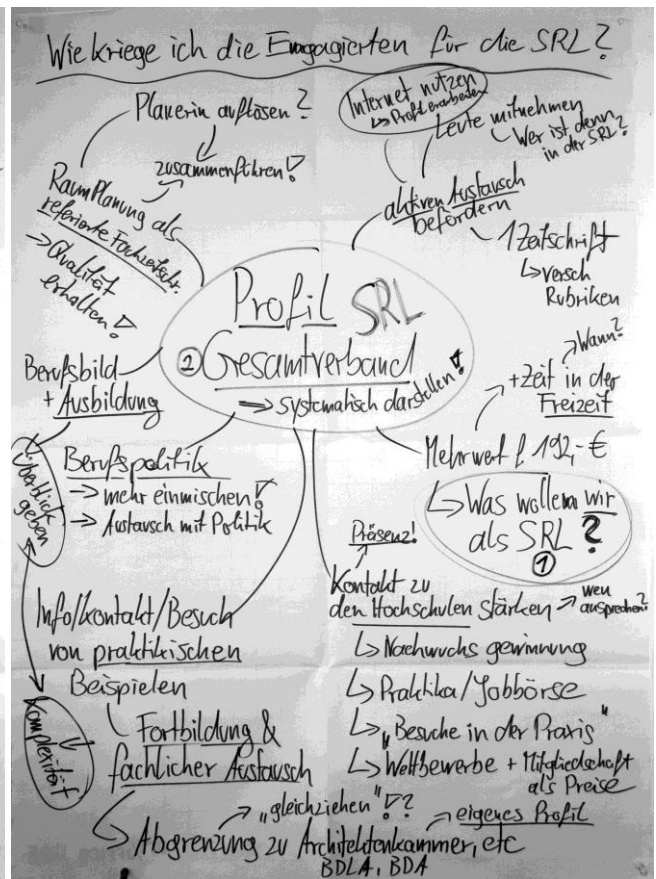 Wie kriege ich die Engagierten für die SRL?
Planerin auflösen?
zusammenführen!
RaumPlanung als
referierte Fachzeitschr.
→ Qualität
erhalten!
Internet nutzen
↳ Profil erarbeiten
Leute mitnehmen
Wer ist denn
in der SRL?
aktiven Austausch
befördern
1 Zeitschrift
↳ versch
Rubriken
Profil SRL
② Gesamtverband
⇒ systematisch darstellen!
Berufsbild
+ Ausbildung
Überblick
geben
Berufspolitik
→ mehr einmischen!
→ Austausch mit Politik
Wann?
+ Zeit in der
Freizeit
Mehrwert f. 192,- €
↳ Was wollen wir
als SRL ?
①
Präsenz!
Kontakt zu
den Hochschulen stärken → wen
ansprechen?
↳ Nachwuchs gewinnung
↳ Praktika / Jobbörse
↳ „Besuche in der Praxis"
↳ Wettbewerbe + Mitgliedschaft
als Preise
Info/Kontakt/Besuch
von praktikischen
Beispielen
Komplexität
Fortbildung &
fachlicher Austausch
„gleichziehen"!?
eigenes Profil
↳ Abgrenzung zu Architektenkammer, etc
BDLA, BDA